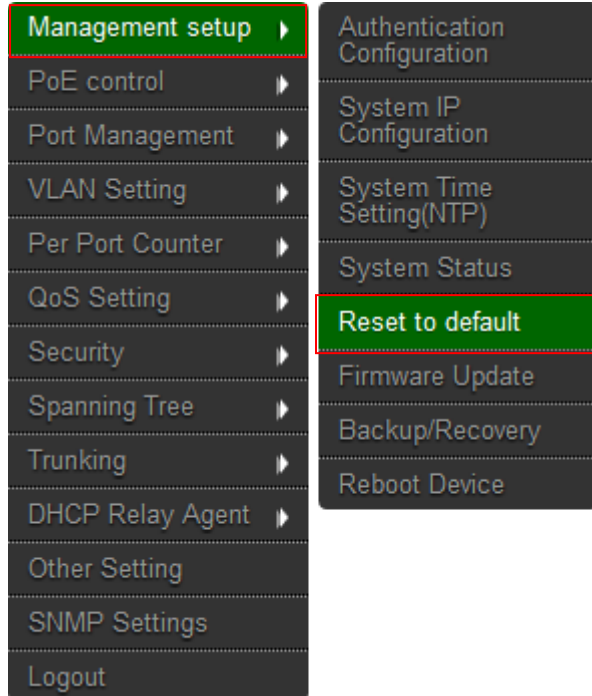 Management setup
PoE control
Port Management
VLAN Setting
Per Port Counter
QoS Setting
Security
Spanning Tree
Trunking
DHCP Relay Agent
Other Setting
SNMP Settings
Logout
Authentication
Configuration
System IP
Configuration
System Time
Setting(NTP)
System Status
Reset to default
Firmware Update
Backup/Recovery
Reboot Device